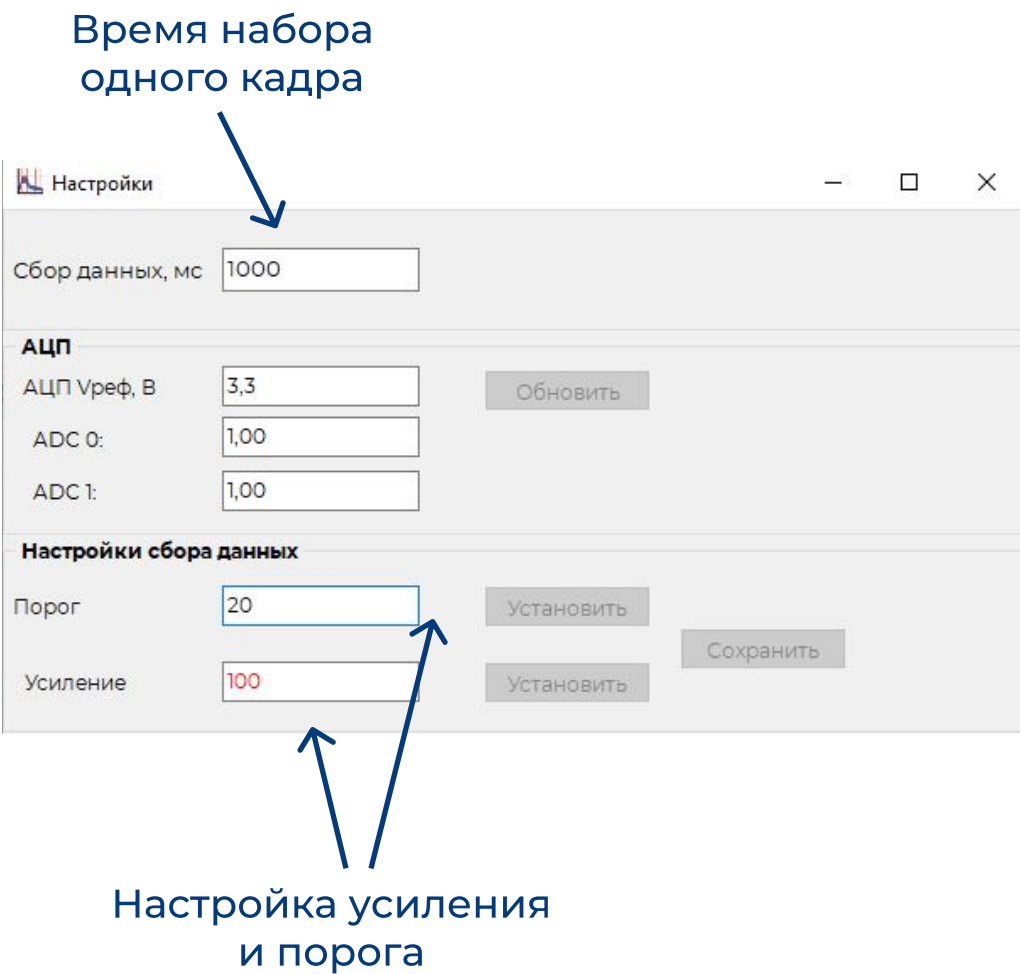 Время набора
одного кадра
Настройки
Сбор данных, мс 1000
АЦП
АЦП Vреф, В 3,3 Обновить
ADC 0: 1,00
ADC 1: 1,00
Настройки сбора данных
Порог 20 Установить
Сохранить
Усиление 100 Установить
Настройка усиления
и порога